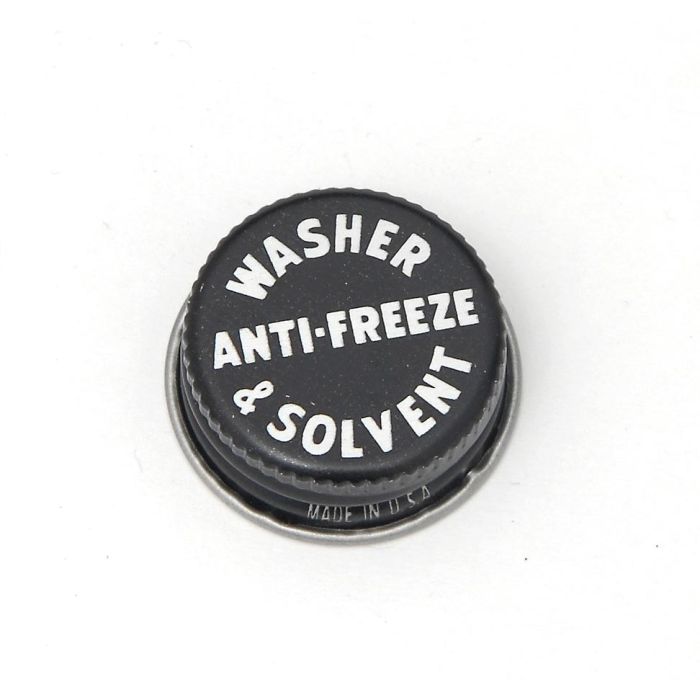 WASHER
ANTI-FREEZE
& SOLVENT
MADE IN U.S.A